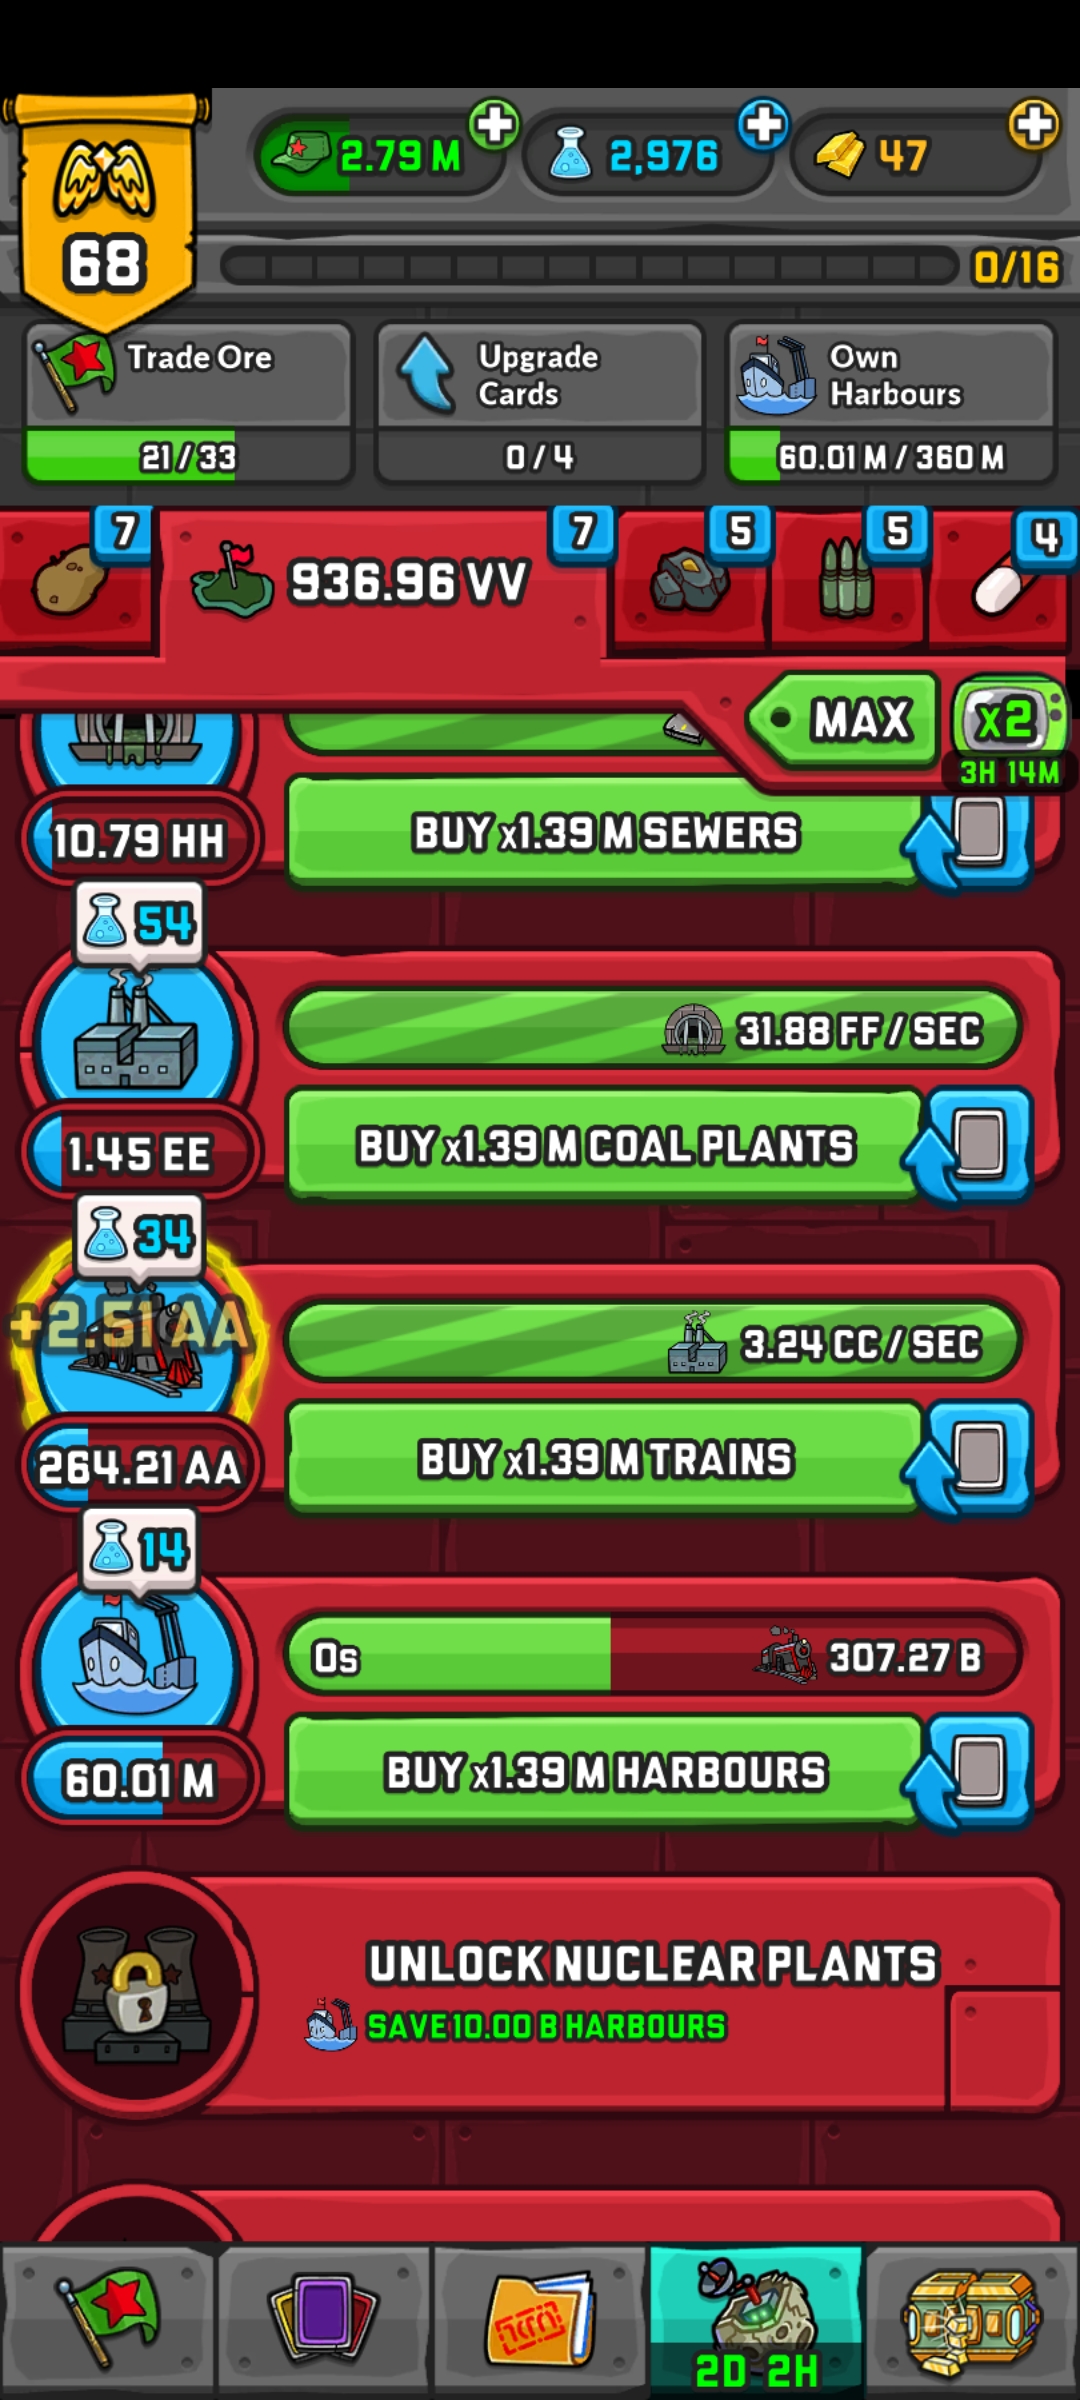 68
2.79 M
2,976
47
0/16
Trade Ore
21/33
Upgrade
Cards
0/4
Own
Harbours
60.01 M / 360 M
7
936.96 VV
7
5
5
4
MAX
x2
3H 14M
10.79 HH
BUY x1.39 M SEWERS
54
31.88 FF / SEC
1.45 EE
BUY x1.39 M COAL PLANTS
34
+2.51 AA
3.24 CC / SEC
264.21 AA
BUY x1.39 M TRAINS
14
0s
307.27 B
60.01 M
BUY x1.39 M HARBOURS
UNLOCK NUCLEAR PLANTS
SAVE 10.00 B HARBOURS
2D 2H